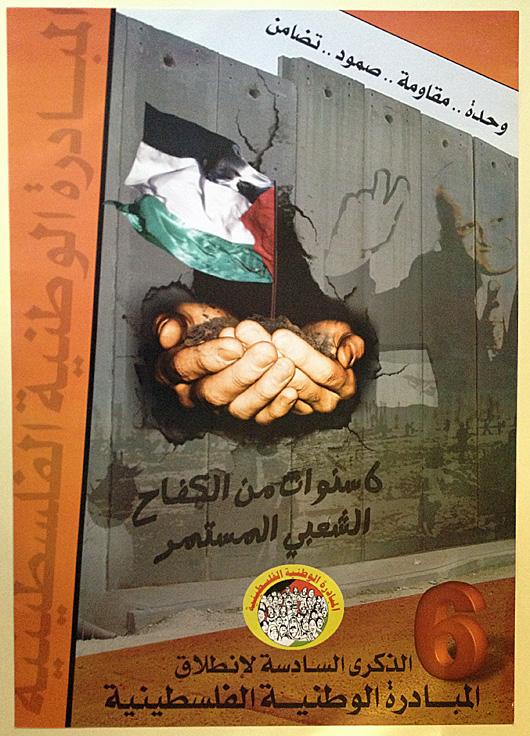 وحدة .. مقاومة .. صمود .. تضامن
المبادرة الوطنية الفلسطينية
6 سنوات من الكفاح
الشعبي المستمر
المبادرة الوطنية الفلسطينية
6
الذكرى السادسة لانطلاق
المبادرة الوطنية الفلسطينية